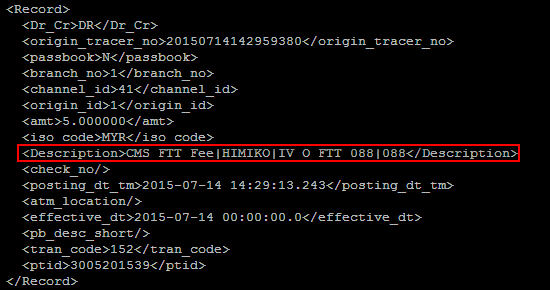 <Record>
<Dr_Cr>DR</Dr_Cr>
<origin_tracer_no>20150714142959380</origin_tracer_no>
<passbook>N</passbook>
<branch_no>1</branch_no>
<channel_id>41</channel_id>
<origin_id>1</origin_id>
<amt>5.000000</amt>
<iso_code>MYR</iso_code>
<Description>CMS FTT Fee|HIMIKO|IV O FTT 088|088</Description>
<check_no/>
<posting_dt_tm>2015-07-14 14:29:13.243</posting_dt_tm>
<atm_location/>
<effective_dt>2015-07-14 00:00:00.0</effective_dt>
<pb_desc_short/>
<tran_code>152</tran_code>
<ptid>3005201539</ptid>
</Record>